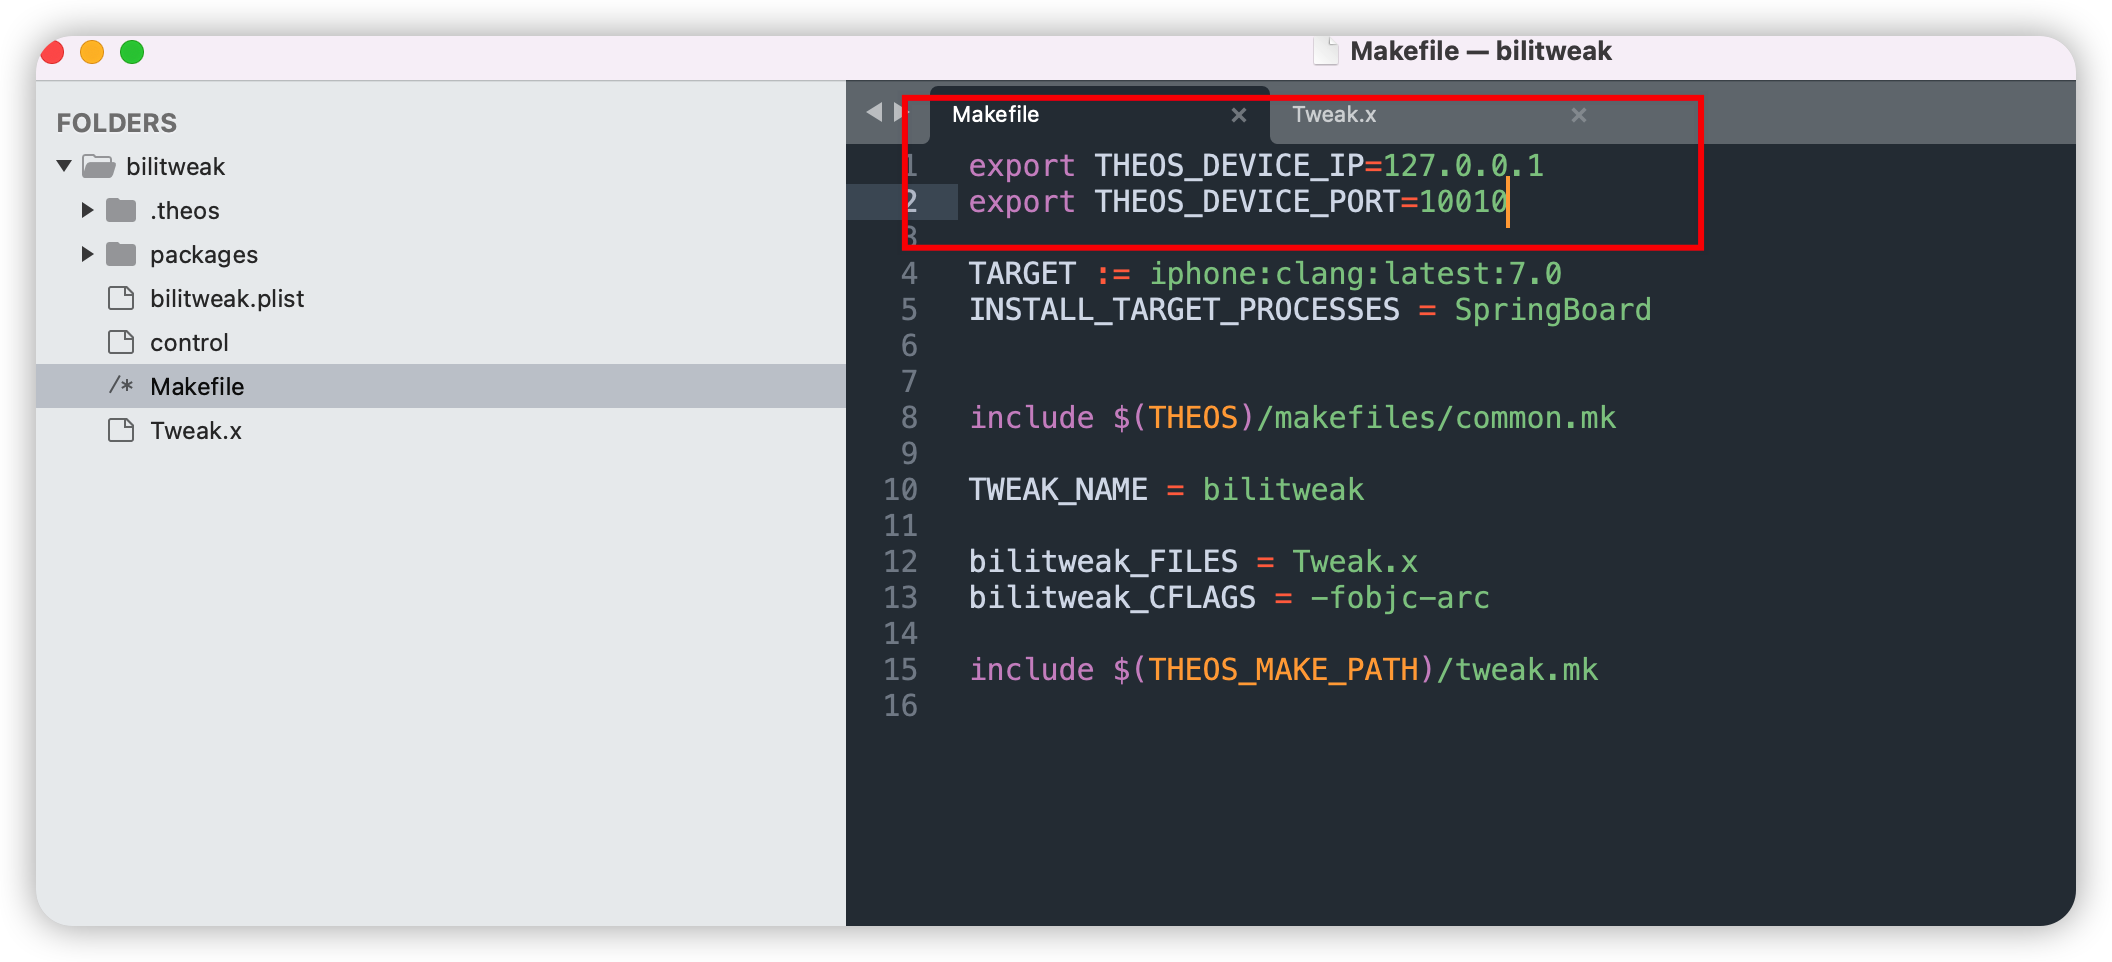 Makefile — bilitweak
FOLDERS
bilitweak
.theos
packages
bilitweak.plist
control
/* Makefile
Tweak.x
Makefile × Tweak.x ×
1 export THEOS_DEVICE_IP=127.0.0.1
2 export THEOS_DEVICE_PORT=10010
3
4 TARGET := iphone:clang:latest:7.0
5 INSTALL_TARGET_PROCESSES = SpringBoard
6
7
8 include $(THEOS)/makefiles/common.mk
9
10 TWEAK_NAME = bilitweak
11
12 bilitweak_FILES = Tweak.x
13 bilitweak_CFLAGS = -fobjc-arc
14
15 include $(THEOS_MAKE_PATH)/tweak.mk
16